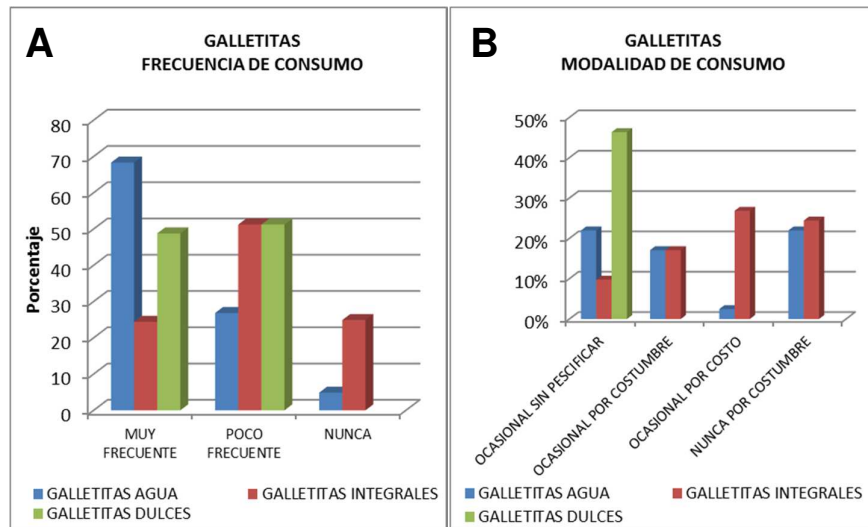 A
GALLETITAS
FRECUENCIA DE CONSUMO
Porcentaje
80
70
60
50
40
30
20
10
0
MUY
FRECUENTE
POCO
FRECUENTE
NUNCA
GALLETITAS AGUA
GALLETITAS INTEGRALES
GALLETITAS DULCES
B
GALLETITAS
MODALIDAD DE CONSUMO
50%
40%
30%
20%
10%
0%
OCASIONAL SIN PESCIFICAR
OCASIONAL POR COSTUMBRE
OCASIONAL POR COSTO
NUNCA POR COSTUMBRE
GALLETITAS AGUA
GALLETITAS INTEGRALES
GALLETITAS DULCES